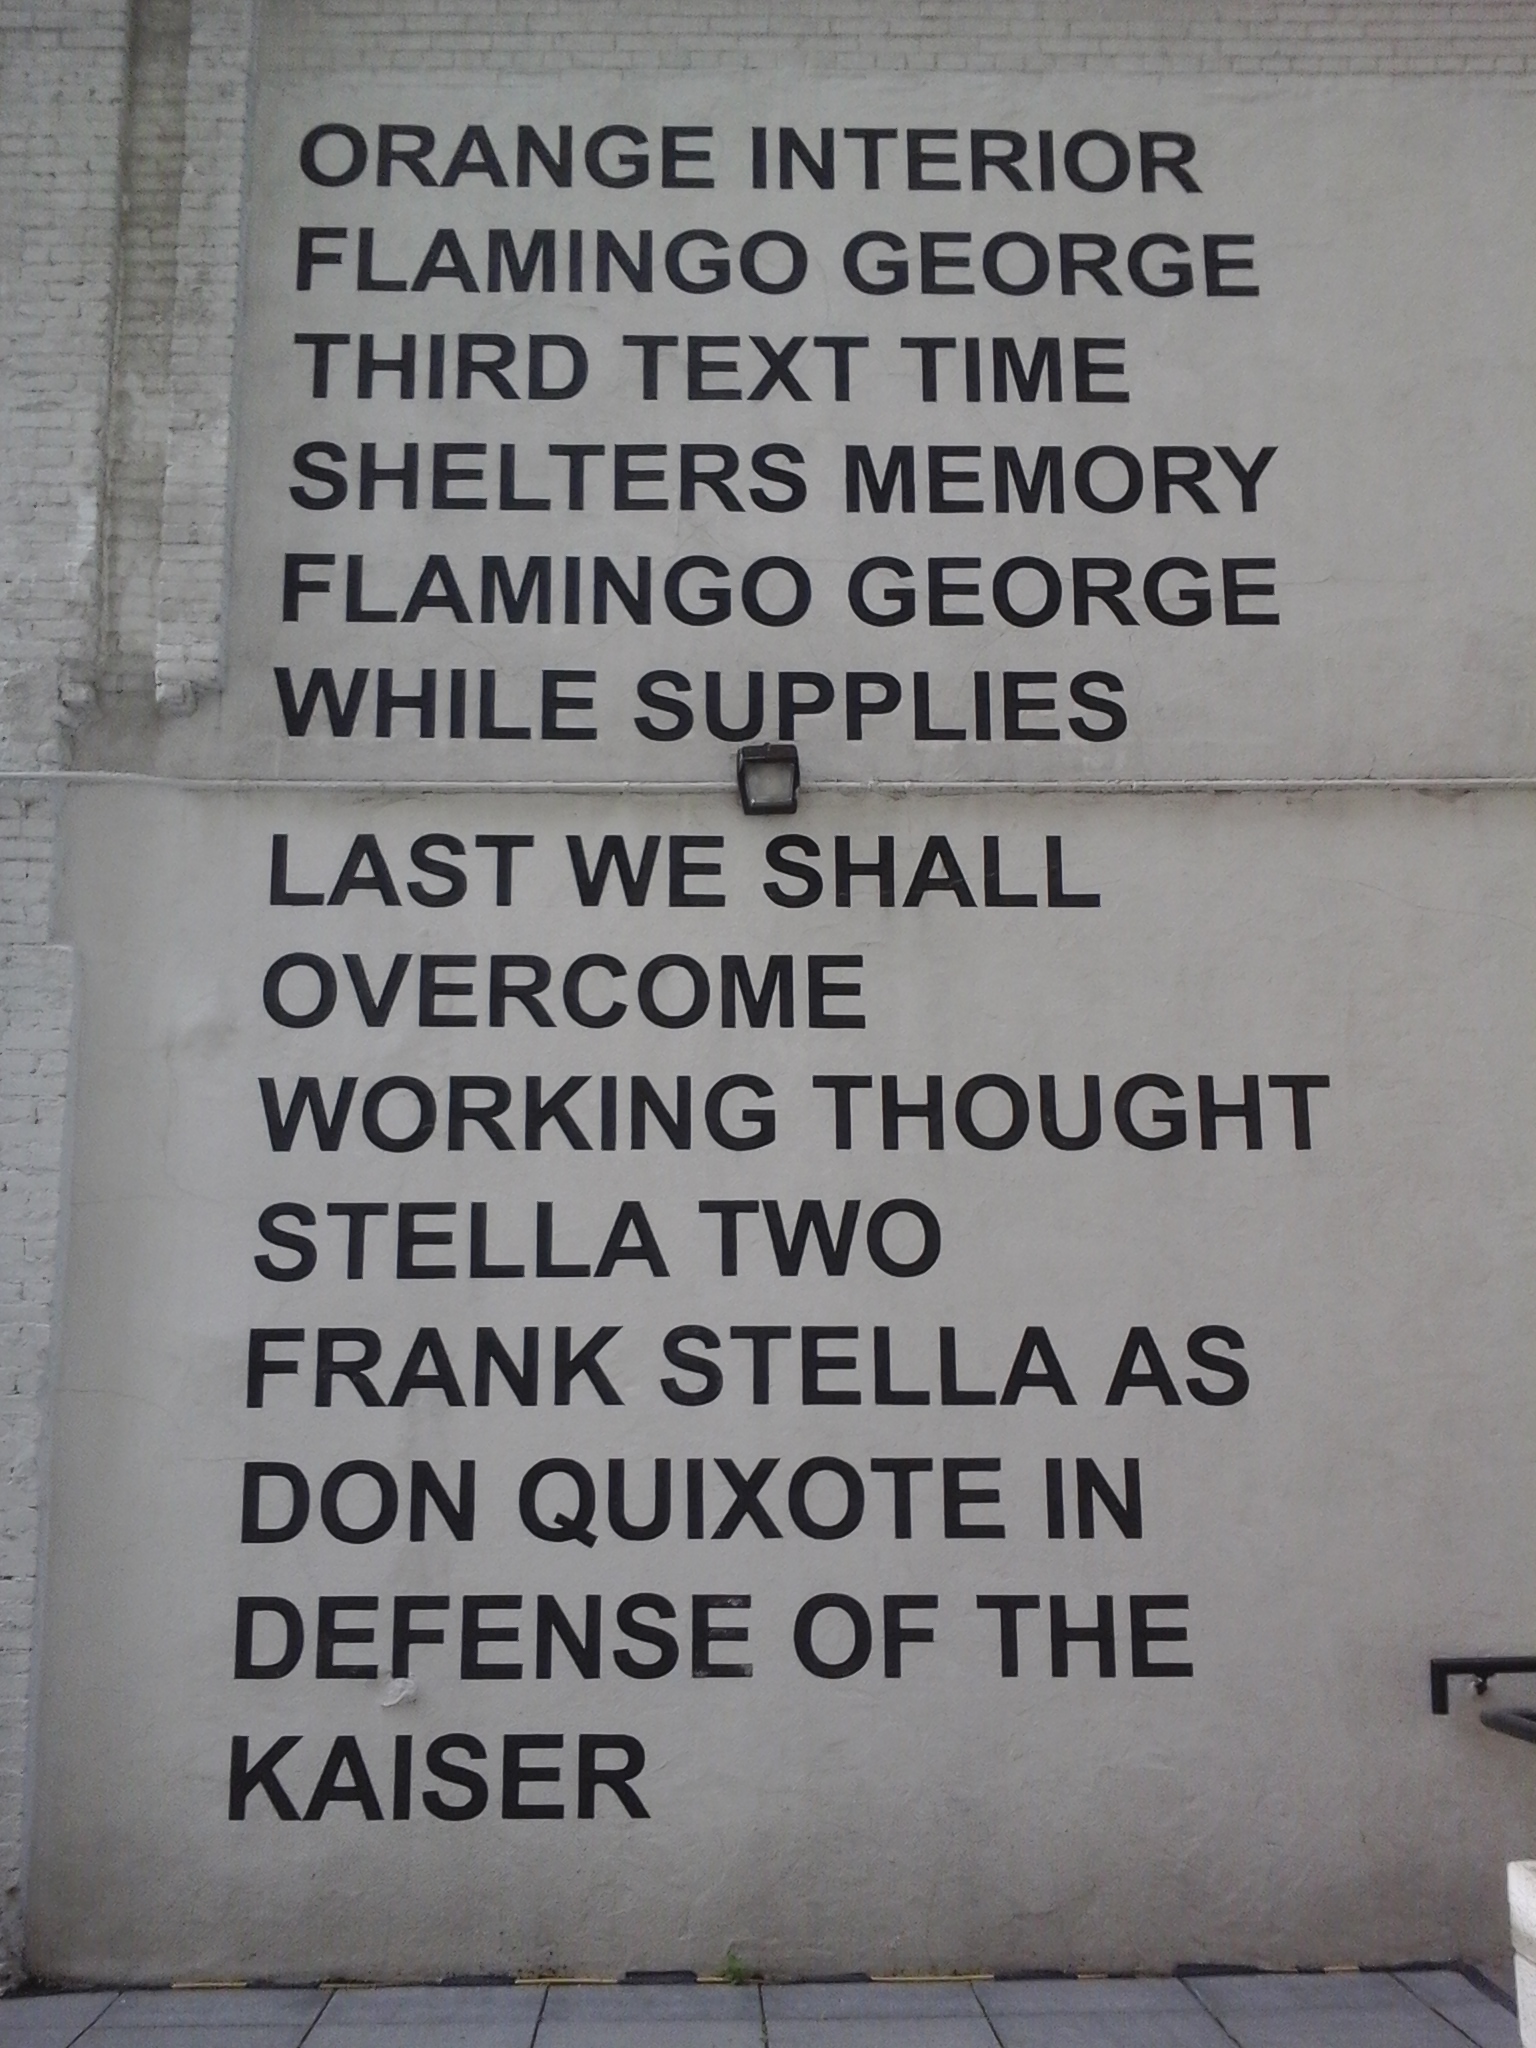 ORANGE INTERIOR
FLAMINGO GEORGE
THIRD TEXT TIME
SHELTERS MEMORY
FLAMINGO GEORGE
WHILE SUPPLIES
LAST WE SHALL
OVERCOME
WORKING THOUGHT
STELLA TWO
FRANK STELLA AS
DON QUIXOTE IN
DEFENSE OF THE
KAISER